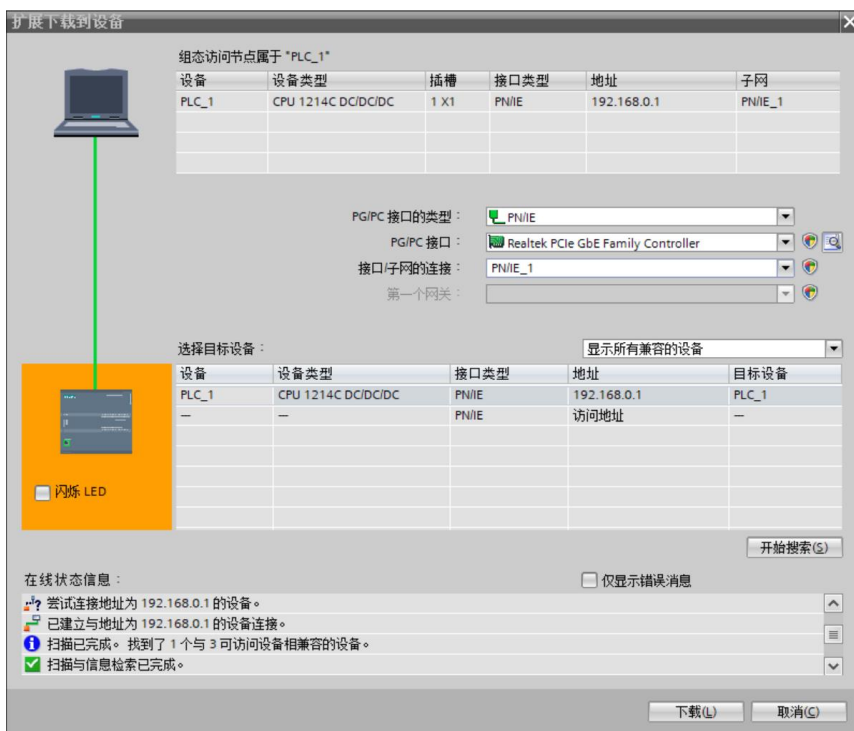 扩展下载到设备
组态访问节点属于 "PLC_1"
设备 设备类型 插槽 接口类型 地址 子网
PLC_1 CPU 1214C DC/DC/DC 1 X1 PN/IE 192.168.0.1 PN/IE_1
PG/PC 接口的类型： PN/IE
PG/PC 接口： Realtek PCIe GbE Family Controller
接口/子网的连接： PN/IE_1
第一个网关：
选择目标设备： 显示所有兼容的设备
设备 设备类型 接口类型 地址 目标设备
PLC_1 CPU 1214C DC/DC/DC PN/IE 192.168.0.1 PLC_1
— — PN/IE 访问地址 —
闪烁 LED
开始搜索(S)
在线状态信息： 仅显示错误消息
尝试连接地址为 192.168.0.1 的设备。
已建立与地址为 192.168.0.1 的设备连接。
扫描已完成。找到了 1 个与 3 可访问设备相兼容的设备。
扫描与信息检索已完成。
下载(L) 取消(C)